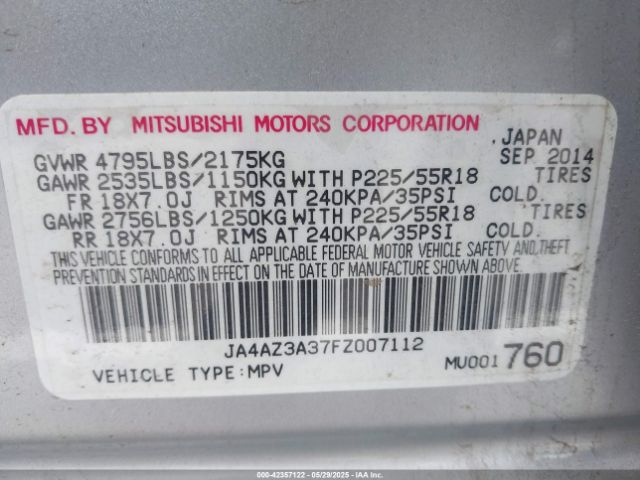 MFD. BY MITSUBISHI MOTORS CORPORATION
JAPAN
GVWR 4795LBS/2175KG SEP 2014
GAWR 2535LBS/1150KG WITH P225/55R18 TIRES
FR 18X7.0J RIMS AT 240KPA/35PSI COLD.
GAWR 2756LBS/1250KG WITH P225/55R18 TIRES
RR 18X7.0J RIMS AT 240KPA/35PSI COLD.
THIS VEHICLE CONFORMS TO ALL APPLICABLE FEDERAL MOTOR VEHICLE SAFETY AND THEFT
PREVENTION STANDARDS IN EFFECT ON THE DATE OF MANUFACTURE SHOWN ABOVE.
JA4AZ3A37FZ007112
VEHICLE TYPE:MPV MU001 760
000-42357122 - 05/29/2025 - IAA Inc.